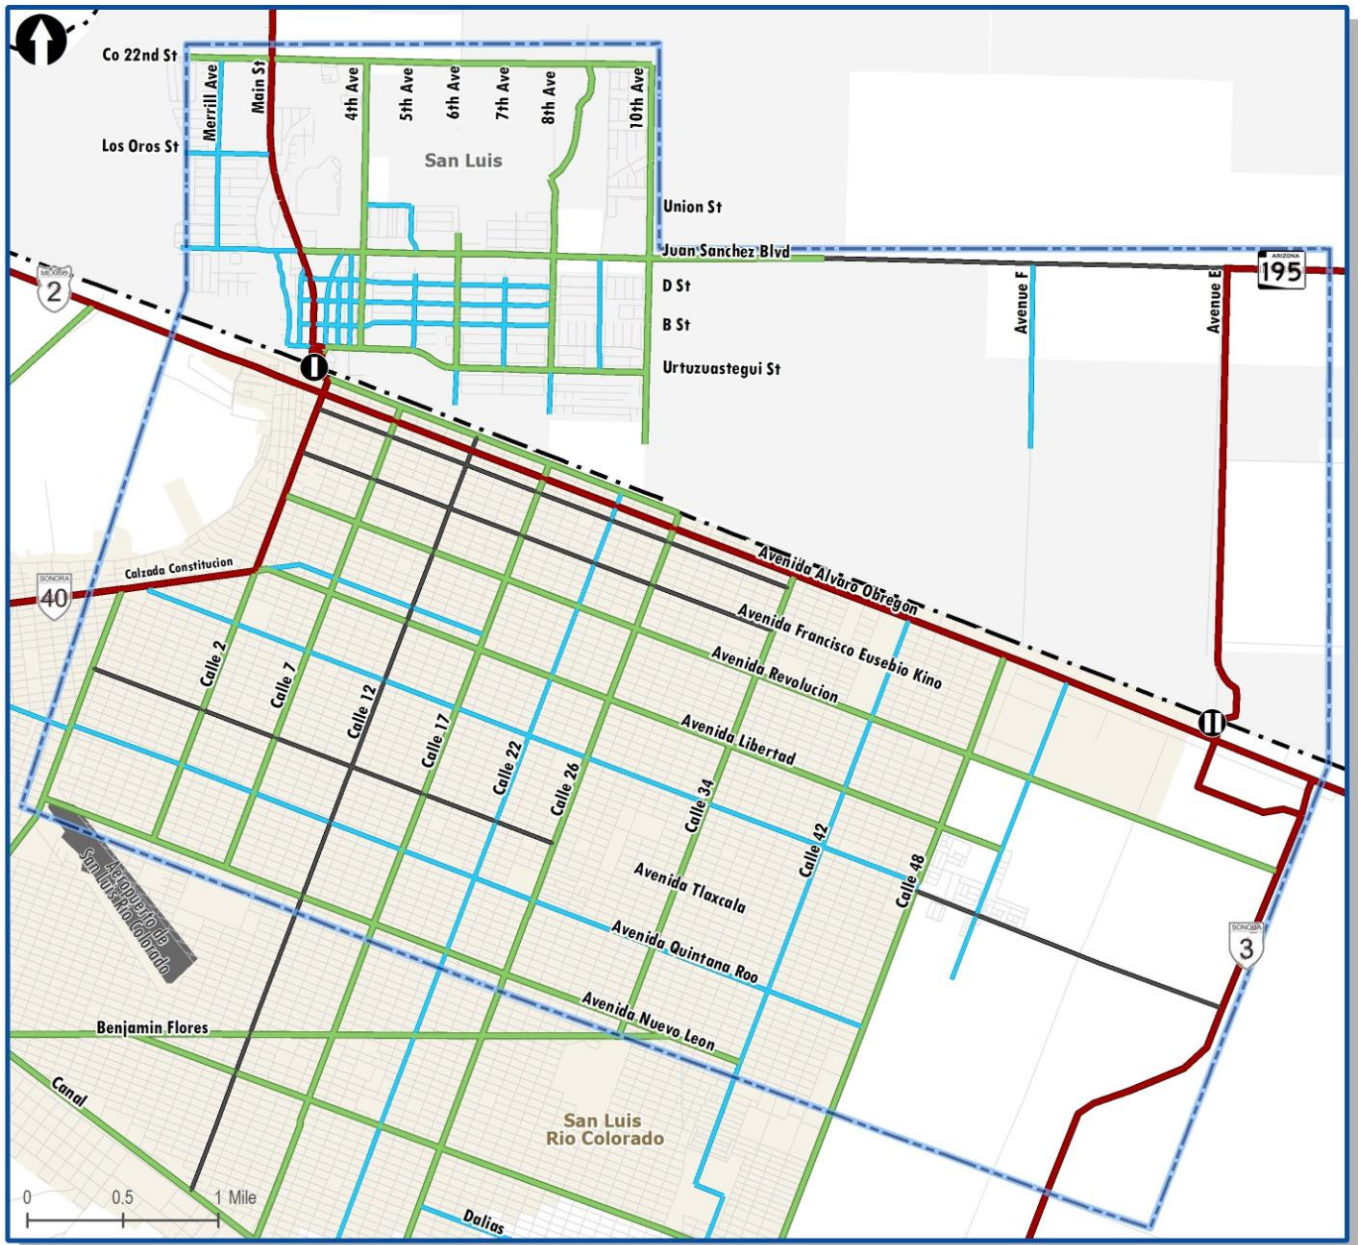 Co 22nd St
Merrill Ave
Main St
4th Ave
5th Ave
6th Ave
7th Ave
8th Ave
10th Ave
Los Oros St
San Luis
Union St
Juan Sanchez Blvd
ARIZONA
195
MEXICO
2
D St
Avenue F
Avenue E
B St
I
Urtuzuastegui St
Calzada Constitucion
SONORA
40
Avenida Alvaro Obregon
Avenida Francisco Eusebio Kino
Avenida Revolucion
Avenida Libertad
II
Calle 2
Calle 7
Calle 12
Calle 17
Calle 22
Calle 26
Calle 34
Calle 42
Calle 48
Aeropuerto de
San Luis Rio Colorado
Avenida Tlaxcala
Avenida Quintana Roo
SONORA
3
Avenida Nuevo Leon
Benjamin Flores
Canal
San Luis
Rio Colorado
0 0.5 1 Mile
Dalias